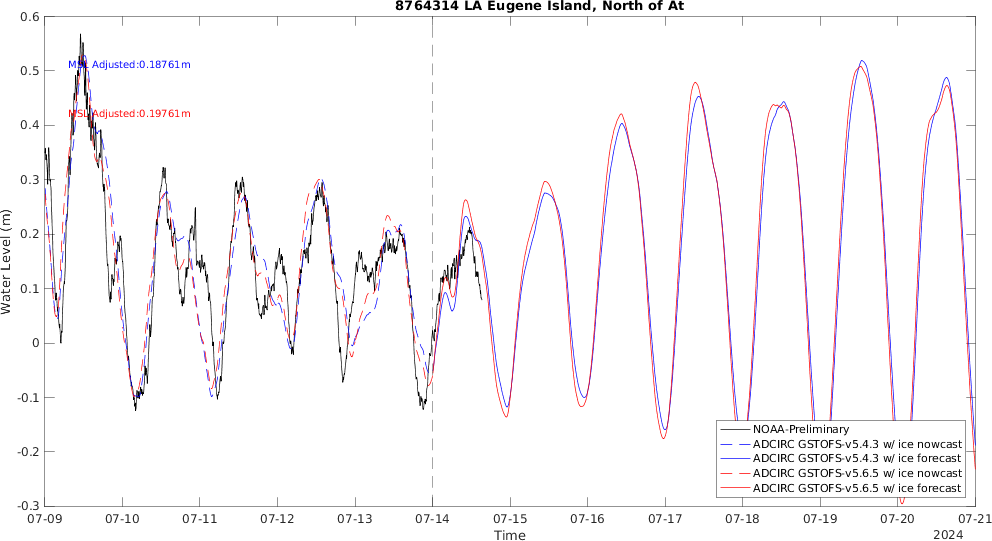 8764314 LA Eugene Island, North of At
0.6
0.5
0.4
0.3
0.2
0.1
0
-0.1
-0.2
-0.3
Water Level (m)
MSL Adjusted:0.18761m
MSL Adjusted:0.19761m
NOAA-Preliminary
ADCIRC GSTOFS-v5.4.3 w/ ice nowcast
ADCIRC GSTOFS-v5.4.3 w/ ice forecast
ADCIRC GSTOFS-v5.6.5 w/ ice nowcast
ADCIRC GSTOFS-v5.6.5 w/ ice forecast
07-09 07-10 07-11 07-12 07-13 07-14 07-15 07-16 07-17 07-18 07-19 07-20 07-21
Time
2024